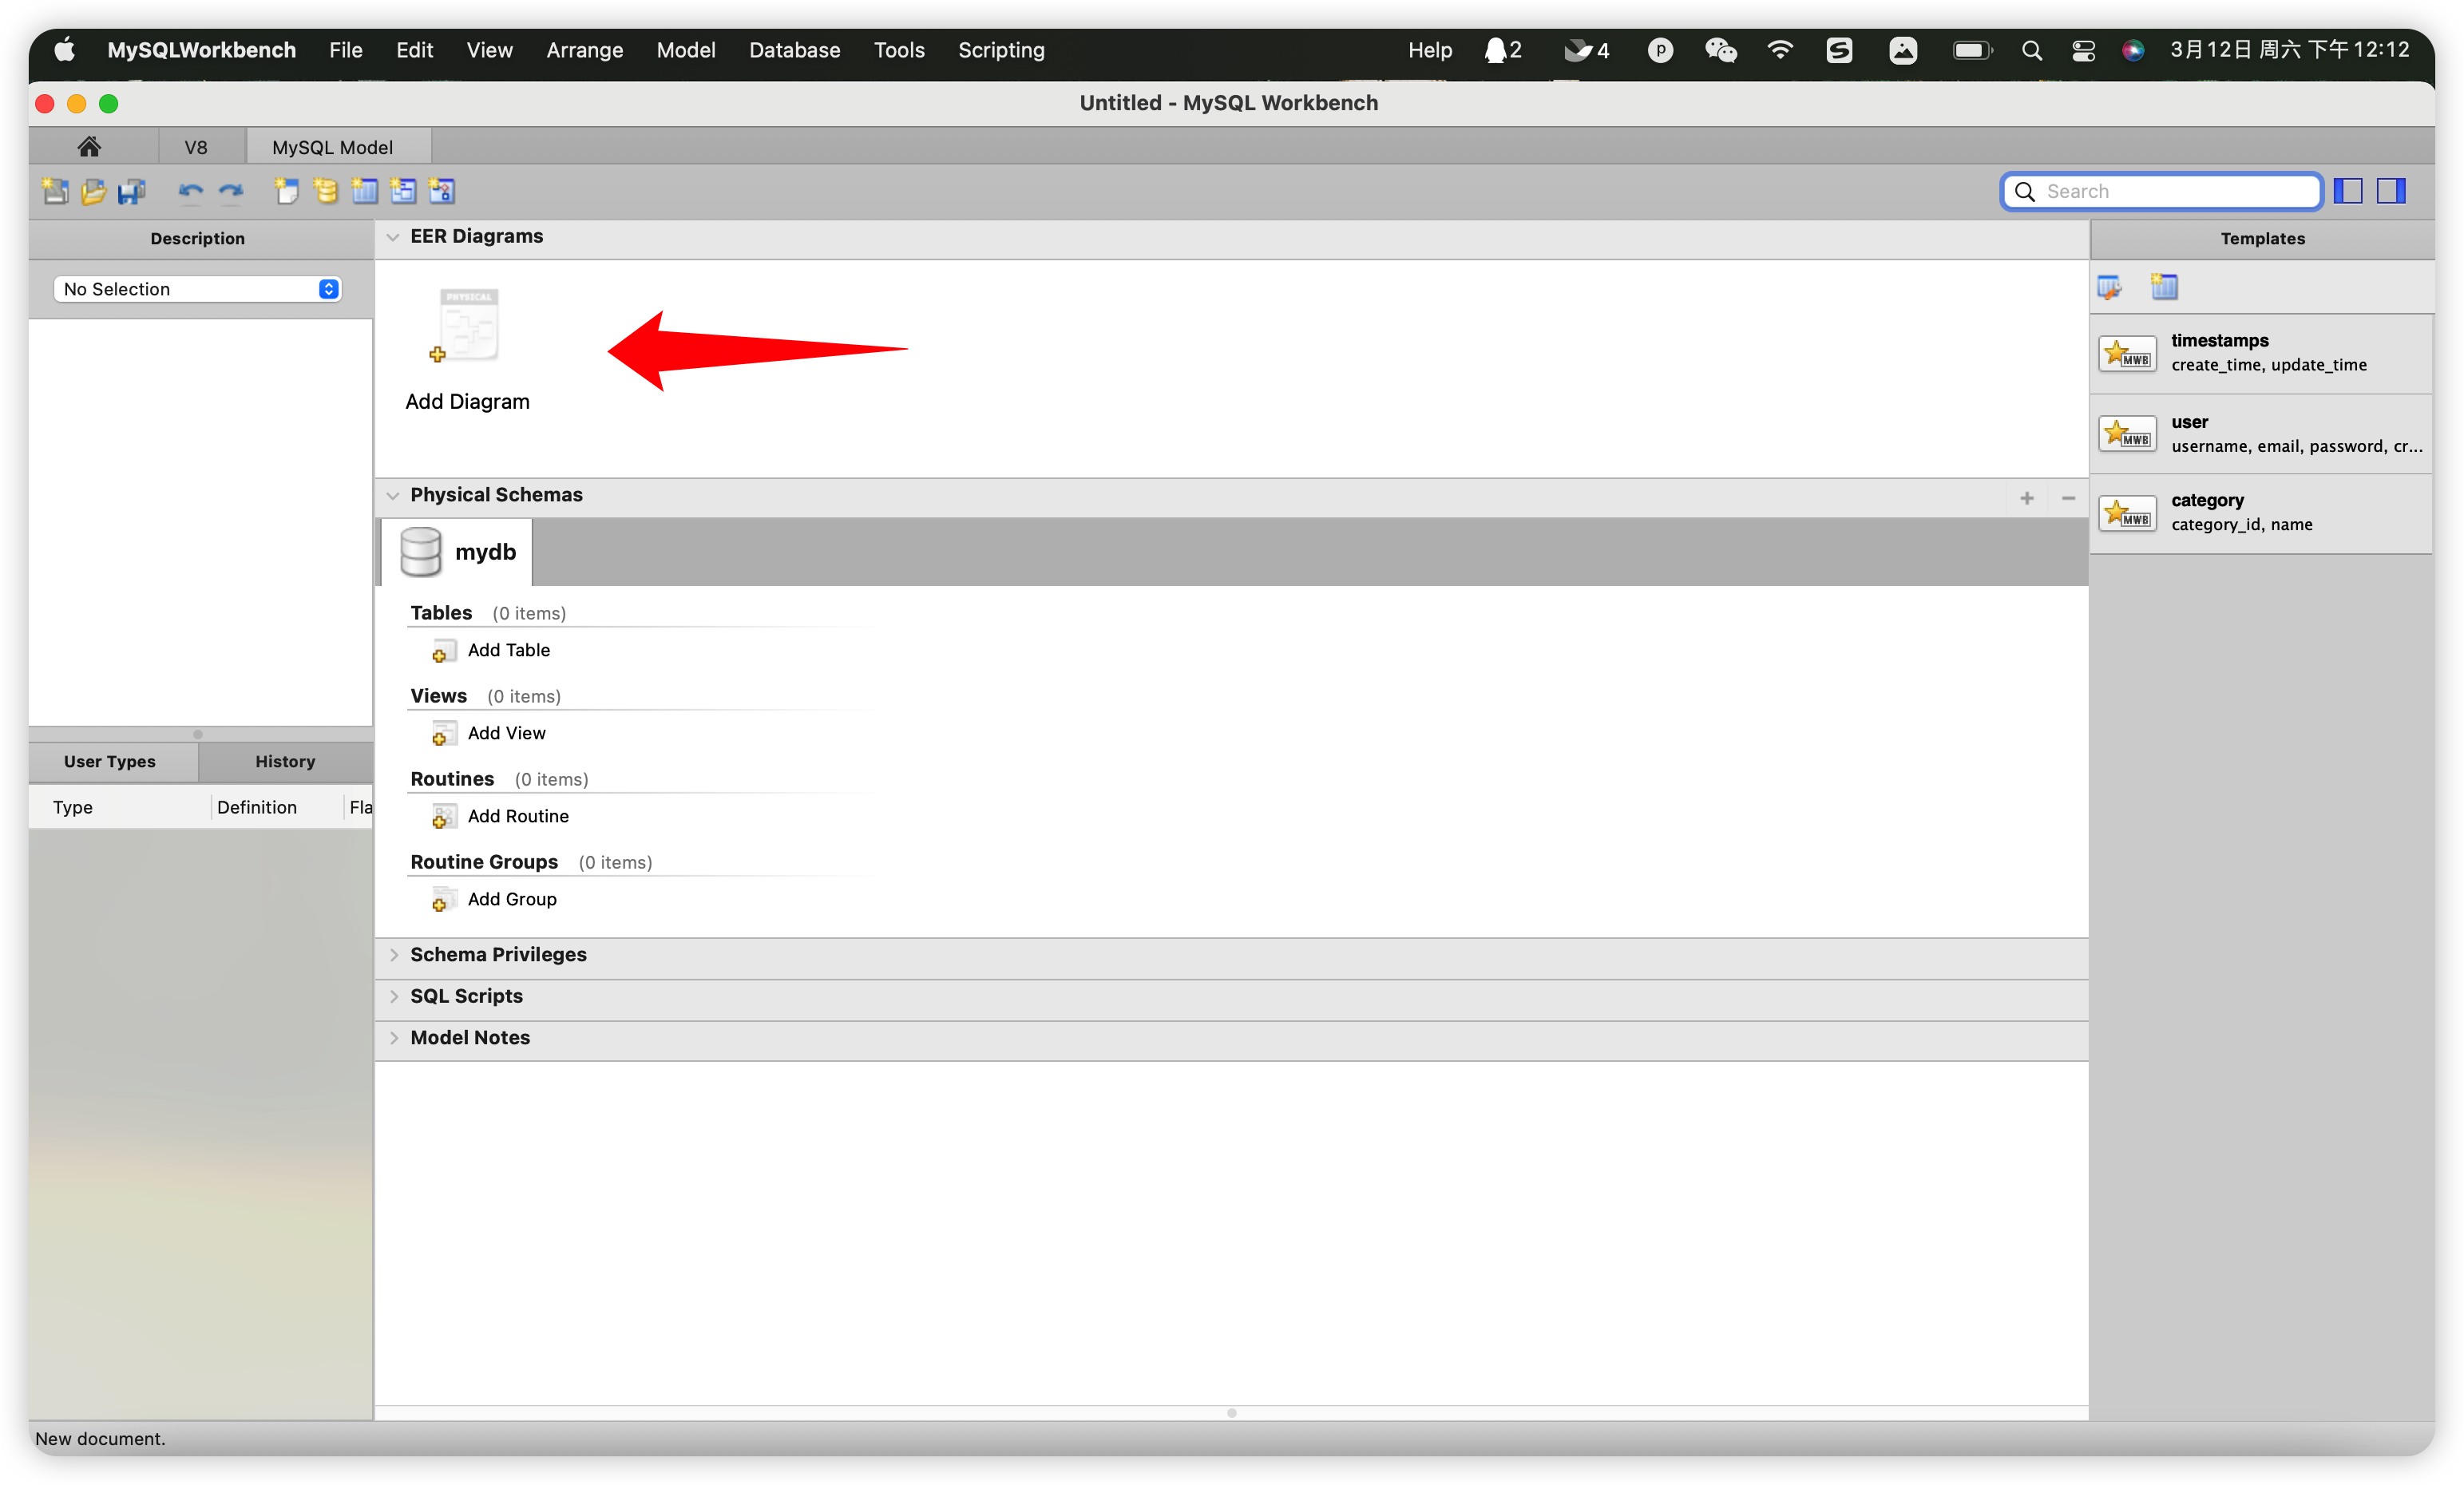 MySQLWorkbench File Edit View Arrange Model Database Tools Scripting Help 2 4 3月12日 周六 下午12:12
Untitled - MySQL Workbench
V8 MySQL Model
Search
Description
No Selection
EER Diagrams
PHYSICAL
Add Diagram
Physical Schemas
mydb
Tables (0 items)
Add Table
Views (0 items)
Add View
Routines (0 items)
Add Routine
Routine Groups (0 items)
Add Group
Schema Privileges
SQL Scripts
Model Notes
User Types History
Type Definition Fla
Templates
MWB
timestamps
create_time, update_time
MWB
user
username, email, password, cr...
MWB
category
category_id, name
New document.